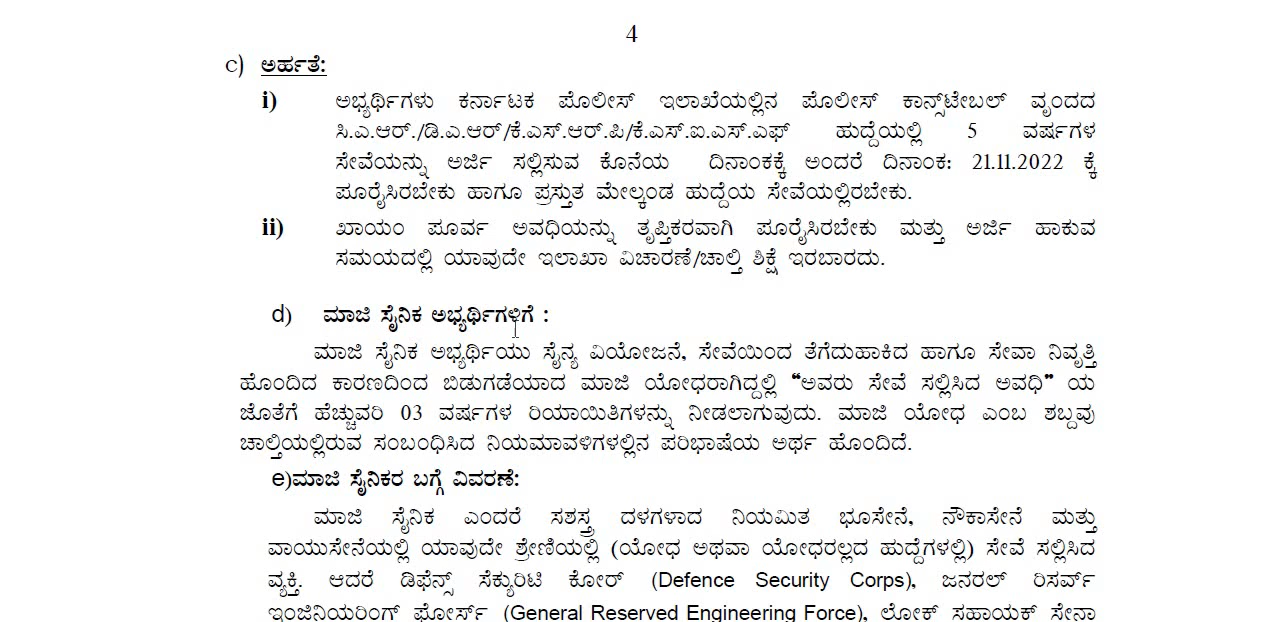 4
c) ಅರ್ಹತೆ:
i) ಅಭ್ಯರ್ಥಿಗಳು ಕರ್ನಾಟಕ ಪೊಲೀಸ್ ಇಲಾಖೆಯಲ್ಲಿನ ಪೊಲೀಸ್ ಕಾನ್ಸ್‌ಟೇಬಲ್ ವೃಂದದ
ಸಿ.ಎ.ಆರ್./ಡಿ.ಎ.ಆರ್/ಕೆ.ಎಸ್.ಆರ್.ಪಿ/ಕೆ.ಎಸ್.ಐ.ಎಸ್.ಎಫ್ ಹುದ್ದೆಯಲ್ಲಿ 5 ವರ್ಷಗಳ
ಸೇವೆಯನ್ನು ಅರ್ಜಿ ಸಲ್ಲಿಸುವ ಕೊನೆಯ ದಿನಾಂಕಕ್ಕೆ ಅಂದರೆ ದಿನಾಂಕ: 21.11.2022 ಕ್ಕೆ
ಪೂರೈಸಿರಬೇಕು ಹಾಗೂ ಪ್ರಸ್ತುತ ಮೇಲ್ಕಂಡ ಹುದ್ದೆಯ ಸೇವೆಯಲ್ಲಿರಬೇಕು.
ii) ಖಾಯಂ ಪೂರ್ವ ಅವಧಿಯನ್ನು ತೃಪ್ತಿಕರವಾಗಿ ಪೂರೈಸಿರಬೇಕು ಮತ್ತು ಅರ್ಜಿ ಹಾಕುವ
ಸಮಯದಲ್ಲಿ ಯಾವುದೇ ಇಲಾಖಾ ವಿಚಾರಣೆ/ಚಾಲ್ತಿ ಶಿಕ್ಷೆ ಇರಬಾರದು.
d) ಮಾಜಿ ಸೈನಿಕ ಅಭ್ಯರ್ಥಿಗಳಿಗೆ :
ಮಾಜಿ ಸೈನಿಕ ಅಭ್ಯರ್ಥಿಯು ಸೈನ್ಯ ವಿಯೋಜನೆ, ಸೇವೆಯಿಂದ ತೆಗೆದುಹಾಕಿದ ಹಾಗೂ ಸೇವಾ ನಿವೃತ್ತಿ
ಹೊಂದಿದ ಕಾರಣದಿಂದ ಬಿಡುಗಡೆಯಾದ ಮಾಜಿ ಯೋಧರಾಗಿದ್ದಲ್ಲಿ “ಅವರು ಸೇವೆ ಸಲ್ಲಿಸಿದ ಅವಧಿ” ಯ
ಜೊತೆಗೆ ಹೆಚ್ಚುವರಿ 03 ವರ್ಷಗಳ ರಿಯಾಯಿತಿಗಳನ್ನು ನೀಡಲಾಗುವುದು. ಮಾಜಿ ಯೋಧ ಎಂಬ ಶಬ್ದವು
ಚಾಲ್ತಿಯಲ್ಲಿರುವ ಸಂಬಂಧಿಸಿದ ನಿಯಮಾವಳಿಗಳಲ್ಲಿನ ಪರಿಭಾಷೆಯ ಅರ್ಥ ಹೊಂದಿದೆ.
e)ಮಾಜಿ ಸೈನಿಕರ ಬಗ್ಗೆ ವಿವರಣೆ:
ಮಾಜಿ ಸೈನಿಕ ಎಂದರೆ ಸಶಸ್ತ್ರ ದಳಗಳಾದ ನಿಯಮಿತ ಭೂಸೇನೆ, ನೌಕಾಸೇನೆ ಮತ್ತು
ವಾಯುಸೇನೆಯಲ್ಲಿ ಯಾವುದೇ ಶ್ರೇಣಿಯಲ್ಲಿ (ಯೋಧ ಅಥವಾ ಯೋಧರಲ್ಲದ ಹುದ್ದೆಗಳಲ್ಲಿ) ಸೇವೆ ಸಲ್ಲಿಸಿದ
ವ್ಯಕ್ತಿ. ಆದರೆ ಡಿಫೆನ್ಸ್ ಸೆಕ್ಯುರಿಟಿ ಕೋರ್ (Defence Security Corps), ಜನರಲ್ ರಿಸರ್ವ್
ಇಂಜಿನಿಯರಿಂಗ್ ಫೋರ್ಸ್ (General Reserved Engineering Force), ಲೋಕ್ ಸಹಾಯಕ್ ಸೇನಾ